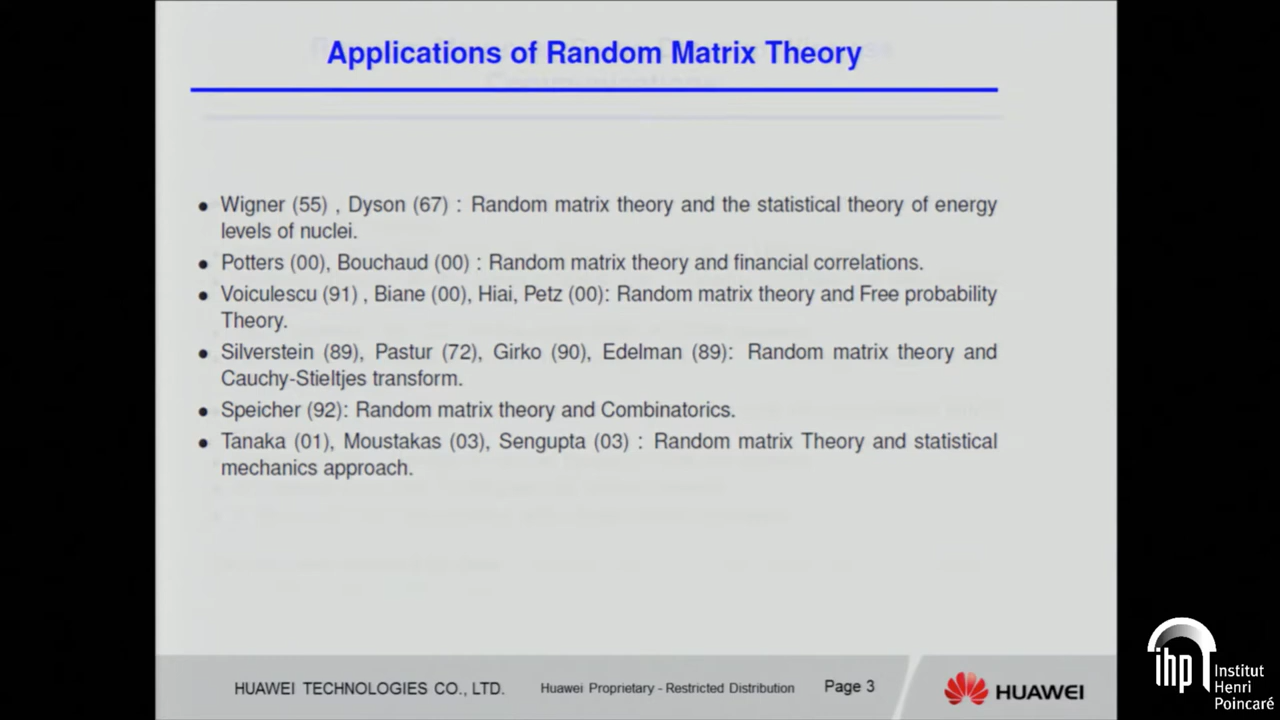 Applications of Random Matrix Theory
● Wigner (55) , Dyson (67) : Random matrix theory and the statistical theory of energy
levels of nuclei.
● Potters (00), Bouchaud (00) : Random matrix theory and financial correlations.
● Voiculescu (91) , Biane (00), Hiai, Petz (00): Random matrix theory and Free probability
Theory.
● Silverstein (89), Pastur (72), Girko (90), Edelman (89): Random matrix theory and
Cauchy-Stieltjes transform.
● Speicher (92): Random matrix theory and Combinatorics.
● Tanaka (01), Moustakas (03), Sengupta (03) : Random matrix Theory and statistical
mechanics approach.
HUAWEI TECHNOLOGIES CO., LTD.
Huawei Proprietary - Restricted Distribution
Page 3
HUAWEI
ihp
Institut
Henri
Poincaré